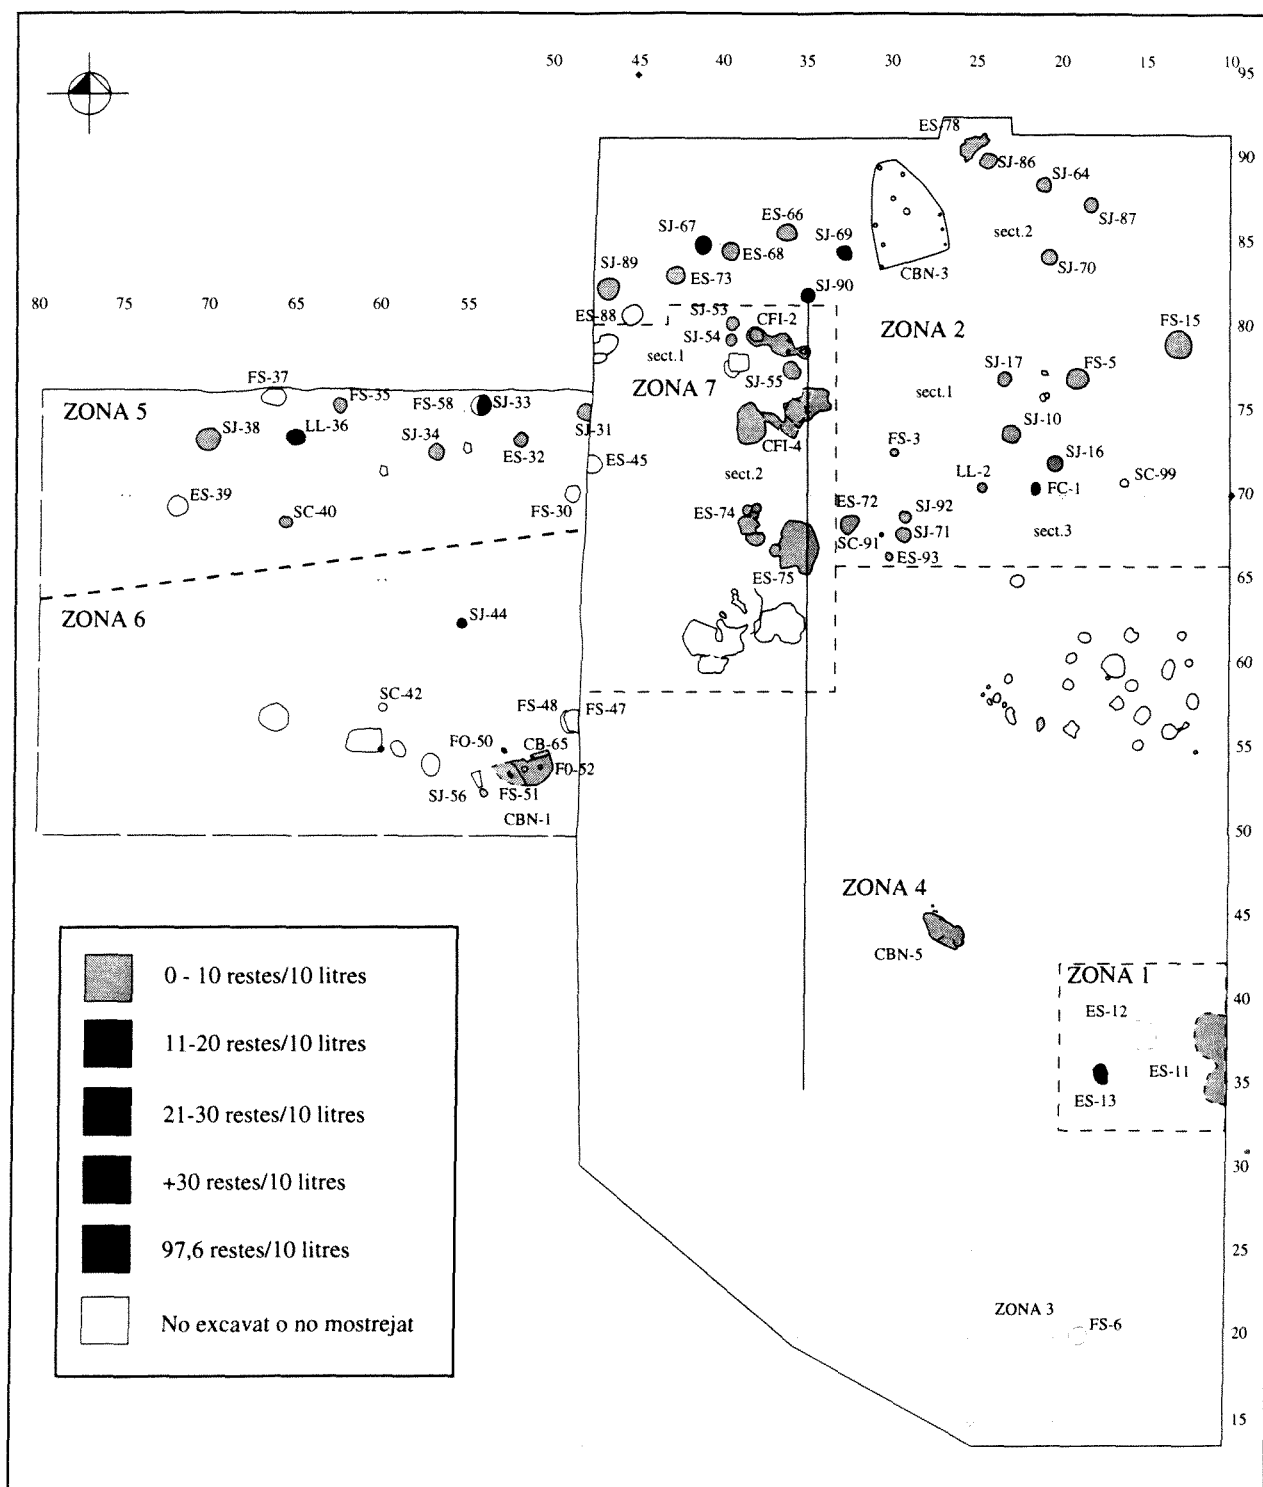 50 45 40 35 30 25 20 15 10
95
ES-78
90
SJ-86
SJ-64
SJ-87
ES-66
SJ-67
SJ-69
sect.2
85
ES-68
SJ-89
ES-73
CBN-3
SJ-70
SJ-90
80 75 70 65 60 55
ES-88
SJ-53
CFI-2
80
SJ-54
ZONA 2
FS-15
sect.1
SJ-17
FS-5
FS-37
ZONA 7
SJ-55
sect.1
ZONA 5
FS-35
FS-58
SJ-33
75
SJ-38
LL-36
SJ-34
ES-32
SJ-31
CFI-4
SJ-10
FS-3
SJ-16
ES-45
sect.2
LL-2
FC-1
SC-99
ES-39
FS-30
70
SC-40
ES-74
ES-72
SJ-92
SC-91
SJ-71
sect.3
ES-93
ES-75
65
ZONA 6
SJ-44
60
SC-42
FS-48
FS-47
FO-50
CB-65
55
F0-52
SJ-56
FS-51
CBN-1
50
ZONA 4
45
CBN-5
ZONA 1
0 - 10 restes/10 litres
40
ES-12
11-20 restes/10 litres
ES-11
35
ES-13
21-30 restes/10 litres
30
+30 restes/10 litres
97,6 restes/10 litres
25
No excavat o no mostrejat
ZONA 3
FS-6
20
15